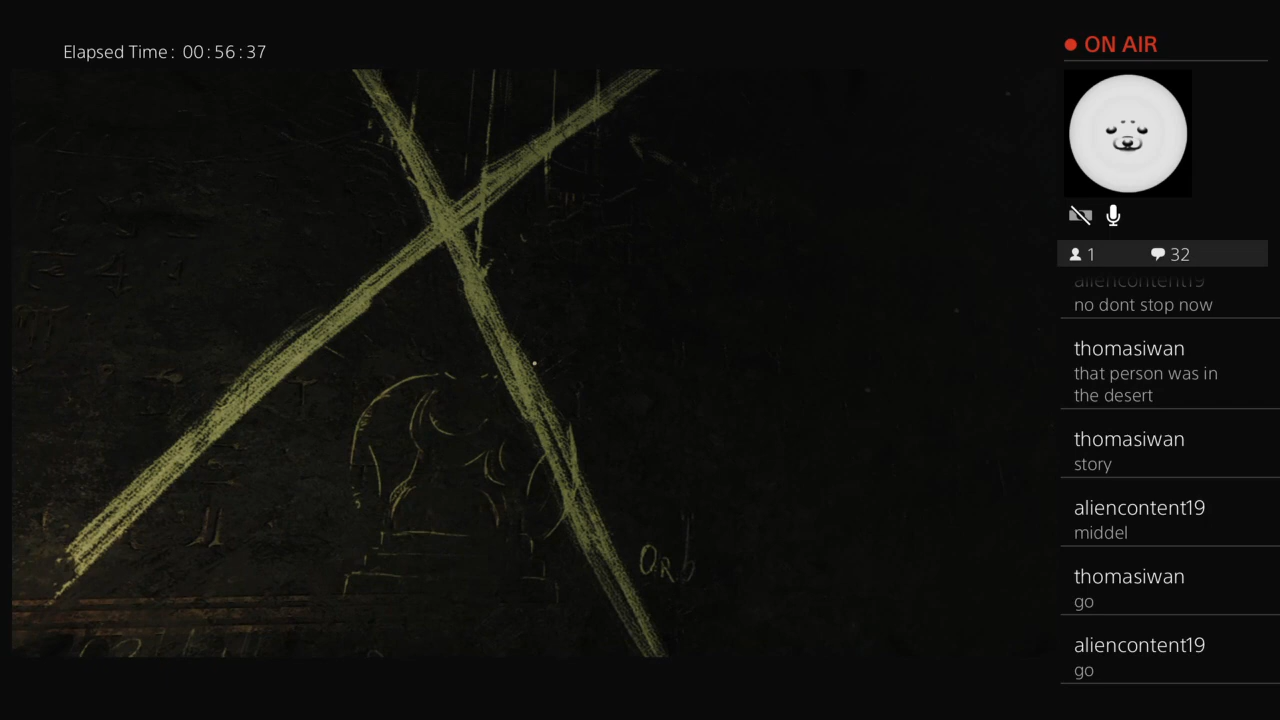 Elapsed Time: 00:56:37
ON AIR
1
32
aliencontent19
no dont stop now
thomasiwan
that person was in
the desert
thomasiwan
story
aliencontent19
middel
thomasiwan
go
aliencontent19
go
ORb